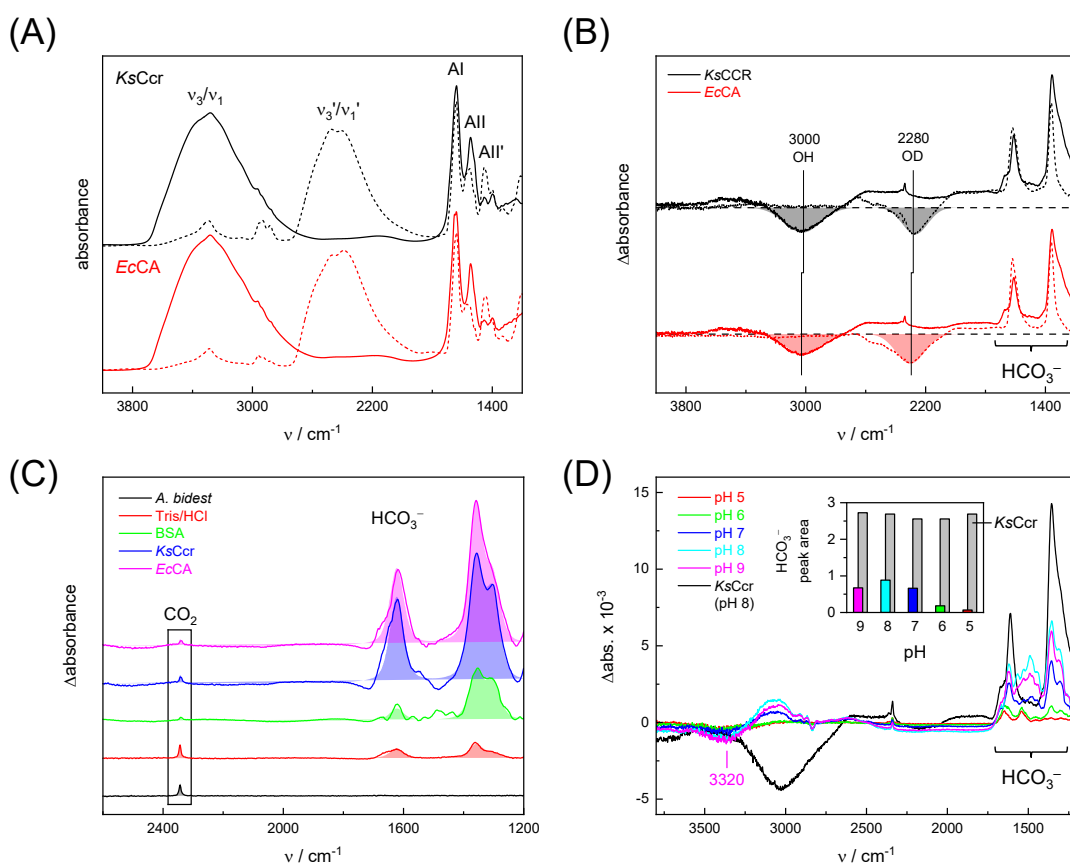 (A)
KsCcr
ν3/ν1
ν3'/ν1'
AI
AII
AII'
EcCA
absorbance
3800 3000 2200 1400
ν / cm⁻¹
(B)
KsCCR
EcCA
3000
OH
2280
OD
HCO₃⁻
Δabsorbance
3800 3000 2200 1400
ν / cm⁻¹
(C)
A. bidest
Tris/HCl
BSA
KsCcr
EcCA
HCO₃⁻
CO₂
Δabsorbance
2400 2000 1600 1200
ν / cm⁻¹
(D)
pH 5
pH 6
pH 7
pH 8
pH 9
KsCcr
(pH 8)
HCO₃⁻
peak area
3
2
1
0
9 8 7 6 5
pH
KsCcr
3320
HCO₃⁻
Δabs. x 10⁻³
15
10
5
0
-5
3500 3000 2500 2000 1500
ν / cm⁻¹